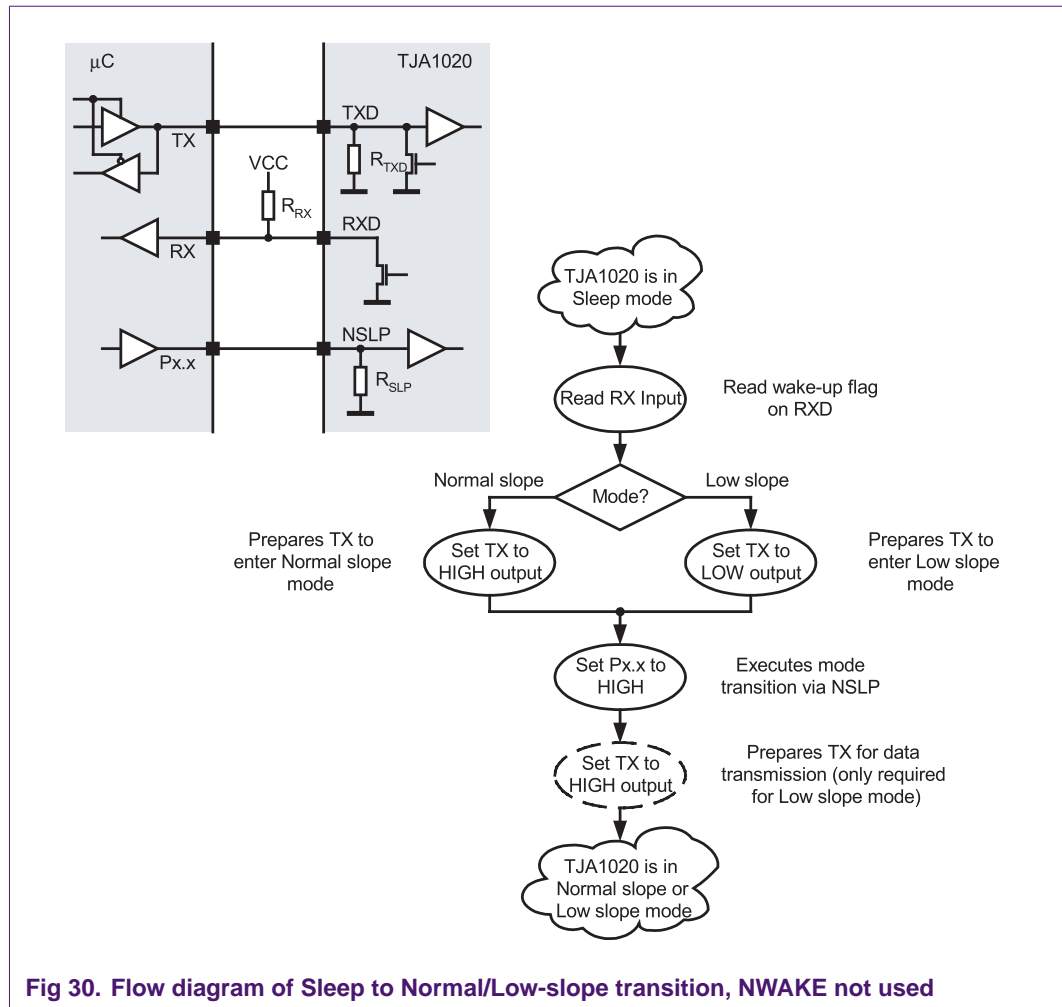 μC
TJA1020
TX
TXD
R_TXD
VCC
R_RX
RXD
RX
NSLP
Px.x
R_SLP
TJA1020 is in
Sleep mode
Read RX Input
Read wake-up flag
on RXD
Normal slope
Mode?
Low slope
Prepares TX to
enter Normal slope
mode
Set TX to
HIGH output
Set TX to
LOW output
Prepares TX to
enter Low slope
mode
Set Px.x to
HIGH
Executes mode
transition via NSLP
Set TX to
HIGH output
Prepares TX for data
transmission (only required
for Low slope mode)
TJA1020 is in
Normal slope or
Low slope mode
Fig 30. Flow diagram of Sleep to Normal/Low-slope transition, NWAKE not used